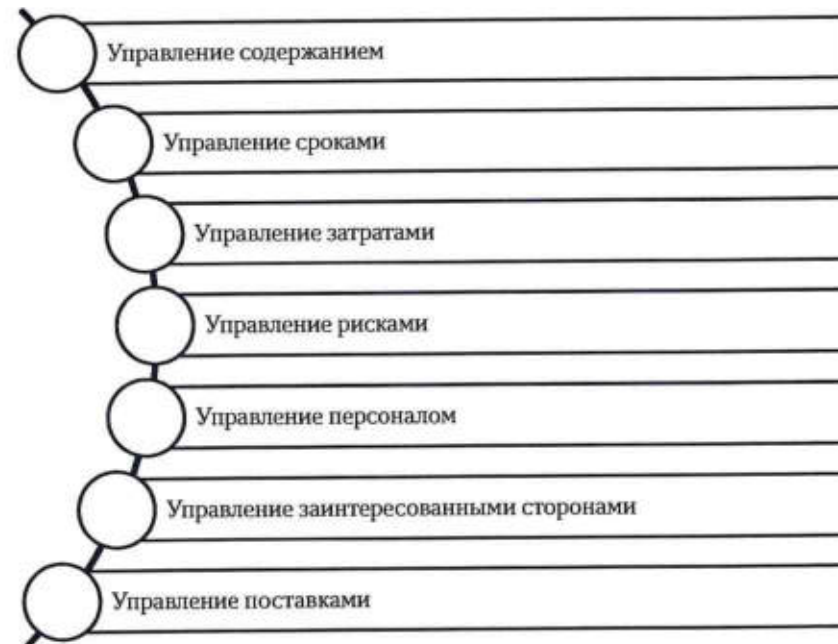 Управление содержанием
Управление сроками
Управление затратами
Управление рисками
Управление персоналом
Управление заинтересованными сторонами
Управление поставками